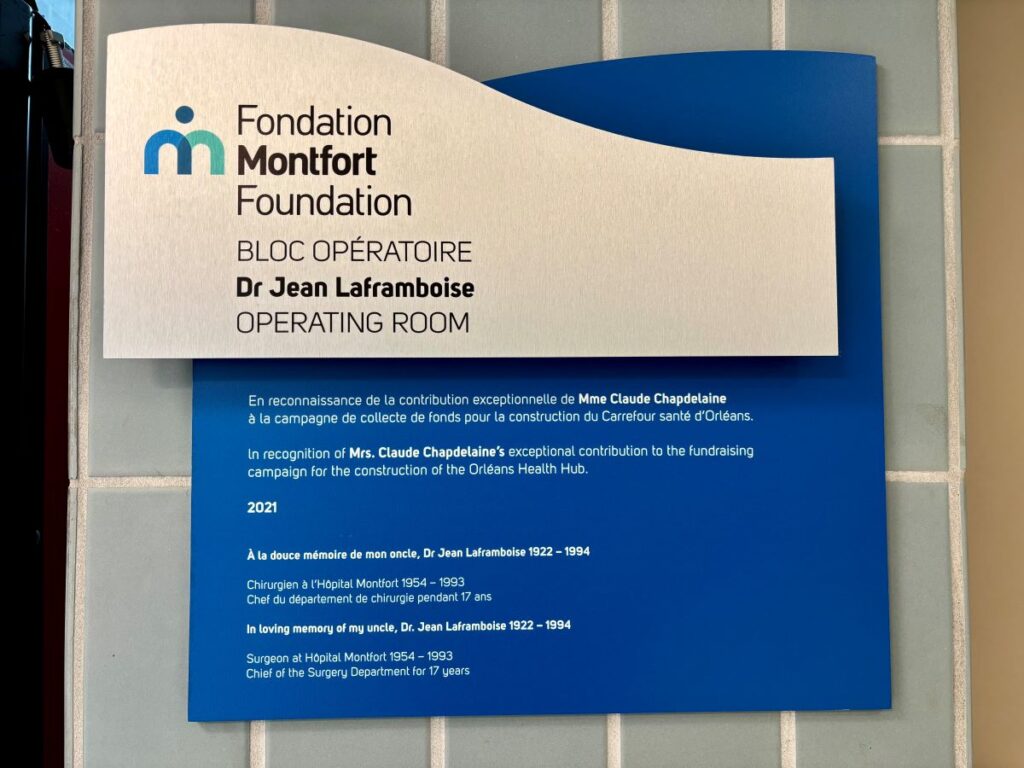 Fondation
Montfort
Foundation
BLOC OPÉRATOIRE
Dr Jean Laframboise
OPERATING ROOM
En reconnaissance de la contribution exceptionnelle de Mme Claude Chapdelaine
à la campagne de collecte de fonds pour la construction du Carrefour santé d'Orléans.
In recognition of Mrs. Claude Chapdelaine's exceptional contribution to the fundraising
campaign for the construction of the Orléans Health Hub.
2021
À la douce mémoire de mon oncle, Dr Jean Laframboise 1922 – 1994
Chirurgien à l'Hôpital Montfort 1954 – 1993
Chef du département de chirurgie pendant 17 ans
In loving memory of my uncle, Dr. Jean Laframboise 1922 – 1994
Surgeon at Hôpital Montfort 1954 – 1993
Chief of the Surgery Department for 17 years